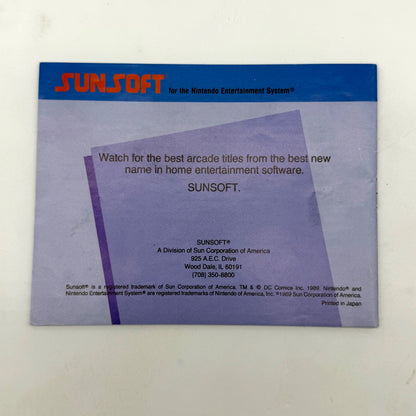 SUNSOFT for the Nintendo Entertainment System®
Watch for the best arcade titles from the best new
name in home entertainment software.
SUNSOFT.
SUNSOFT®
A Division of Sun Corporation of America
925 A.E.C. Drive
Wood Dale, IL 60191
(708) 350-8800
Sunsoft® is a registered trademark of Sun Corporation of America. TM & © DC Comics Inc. 1989. Nintendo® and
Nintendo Entertainment System® are registered trademarks of Nintendo of America, Inc. ©1989 Sun Corporation of America.
Printed in Japan